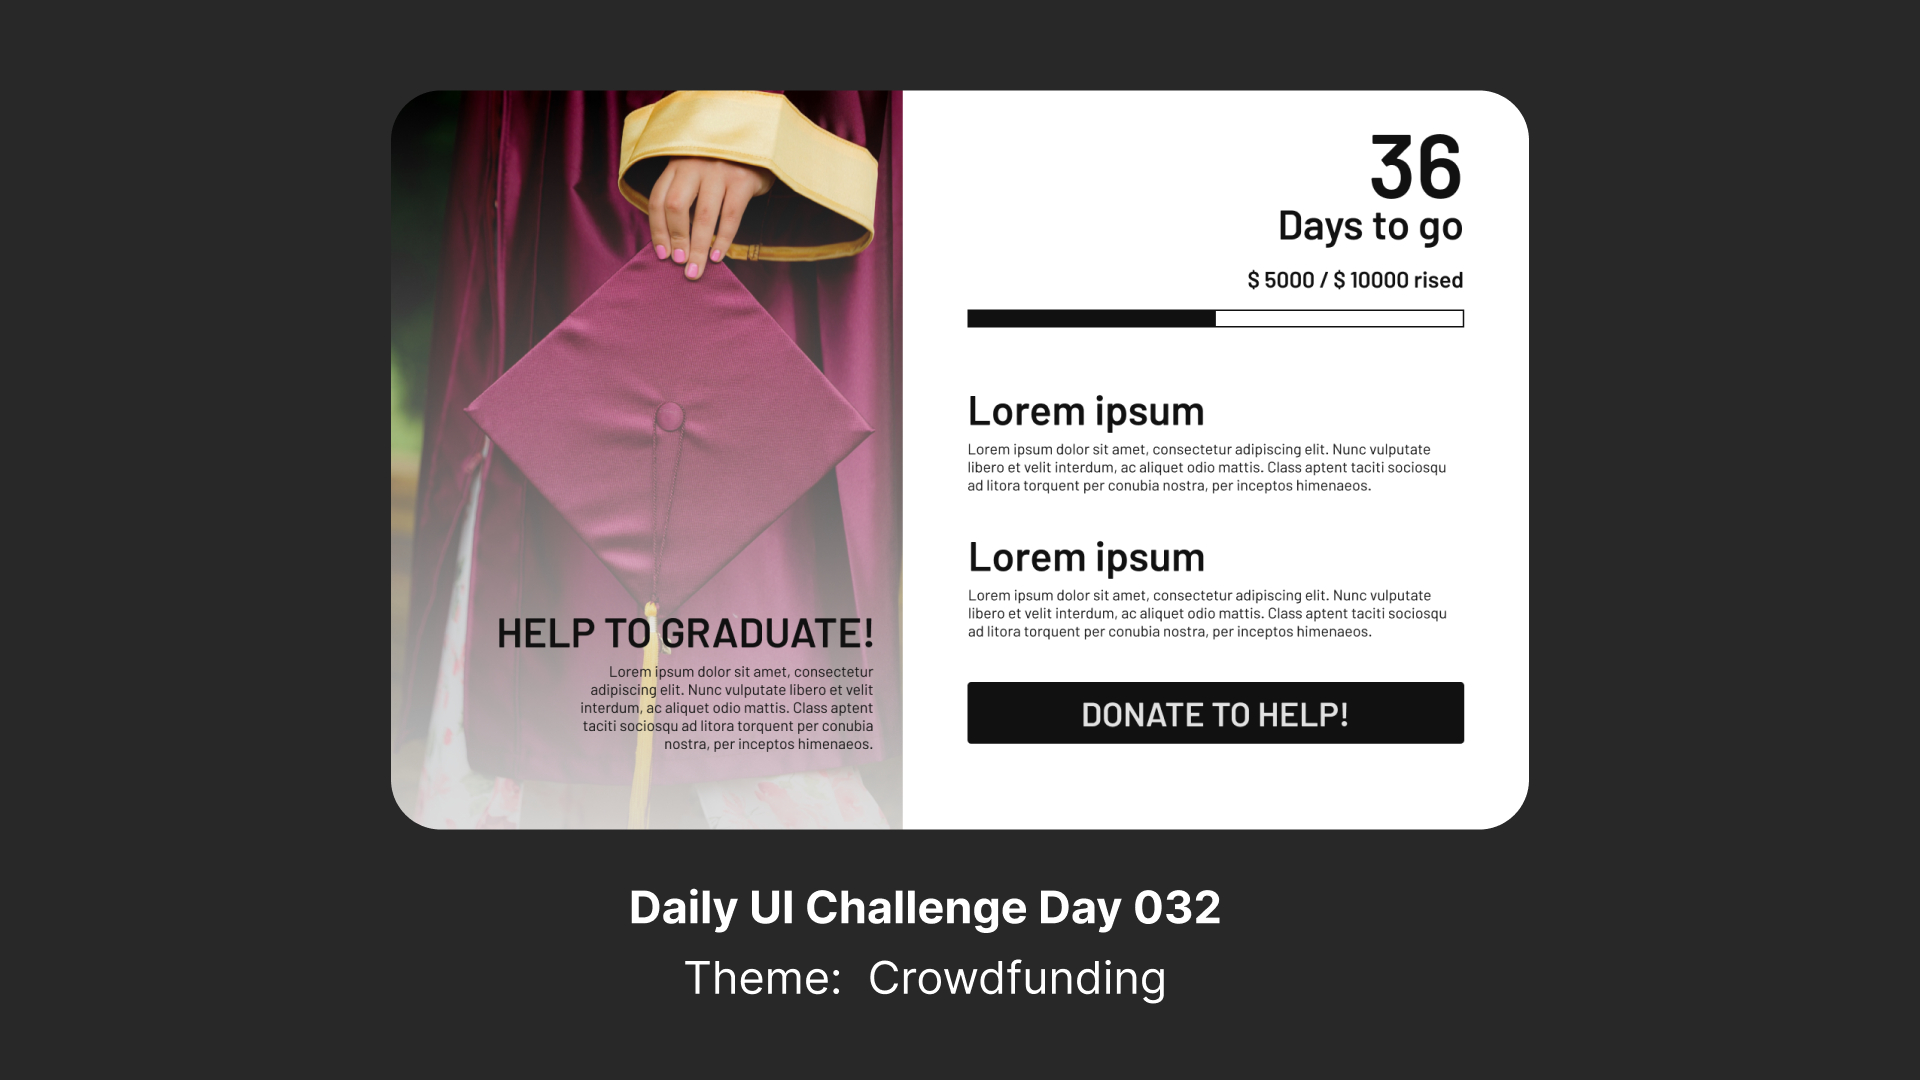 36
Days to go
$ 5000 / $ 10000 rised
Lorem ipsum
Lorem ipsum dolor sit amet, consectetur adipiscing elit. Nunc vulputate
libero et velit interdum, ac aliquet odio mattis. Class aptent taciti sociosqu
ad litora torquent per conubia nostra, per inceptos himenaeos.
Lorem ipsum
Lorem ipsum dolor sit amet, consectetur adipiscing elit. Nunc vulputate
libero et velit interdum, ac aliquet odio mattis. Class aptent taciti sociosqu
ad litora torquent per conubia nostra, per inceptos himenaeos.
DONATE TO HELP!
HELP TO GRADUATE!
Lorem ipsum dolor sit amet, consectetur
adipiscing elit. Nunc vulputate libero et velit
interdum, ac aliquet odio mattis. Class aptent
taciti sociosqu ad litora torquent per conubia
nostra, per inceptos himenaeos.
Daily UI Challenge Day 032
Theme:  Crowdfunding